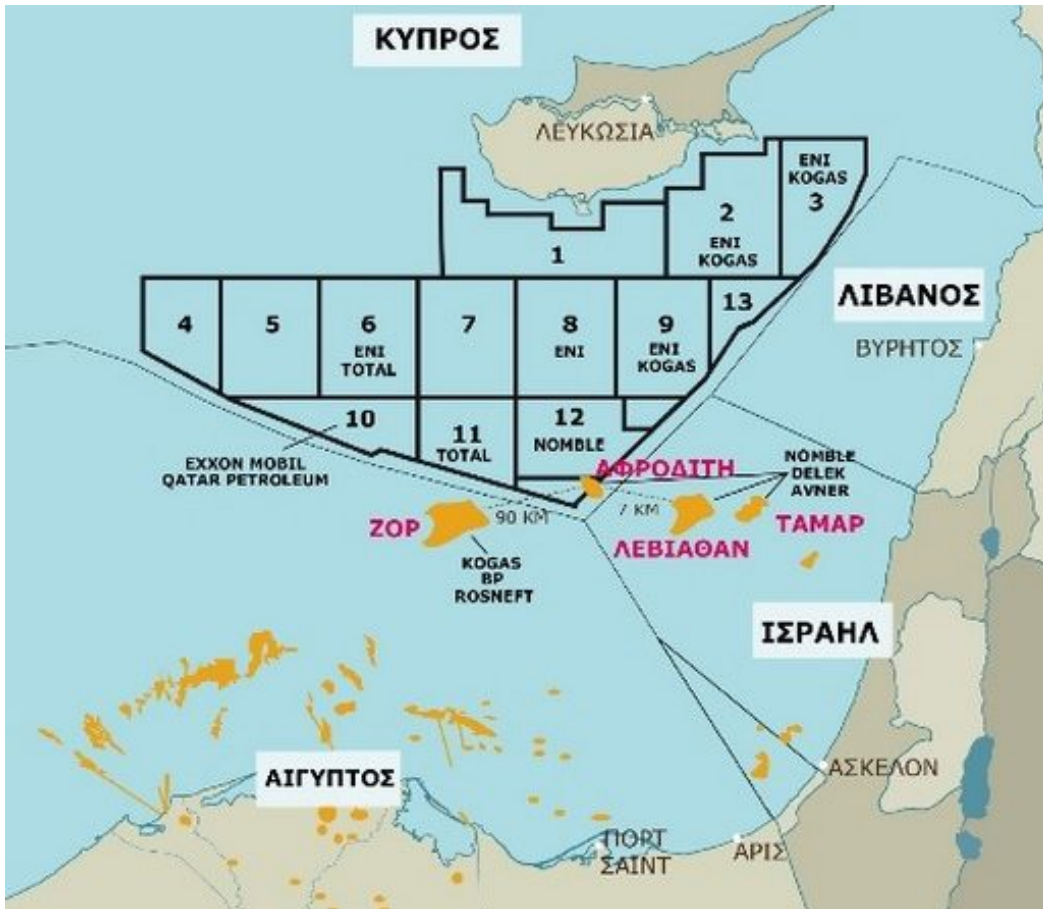 ΚΥΠΡΟΣ
ΛΕΥΚΩΣΙΑ
ENI
KOGAS
3
2
ENI
KOGAS
1
13
ΛΙΒΑΝΟΣ
ΒΥΡΗΤΟΣ
4
5
6
ENI
TOTAL
7
8
ENI
9
ENI
KOGAS
10
EXXON MOBIL
QATAR PETROLEUM
11
TOTAL
12
NOMBLE
ΑΦΡΟΔΙΤΗ
NOMBLE
DELEK
AVNER
ΖΟΡ
90 KM
7 KM
ΛΕΒΙΑΘΑΝ
ΤΑΜΑΡ
KOGAS
BP
ROSNEFT
ΙΣΡΑΗΛ
ΑΙΓΥΠΤΟΣ
ΑΣΚΕΛΟΝ
ΠΟΡΤ
ΣΑΙΝΤ
ΑΡΙΣ